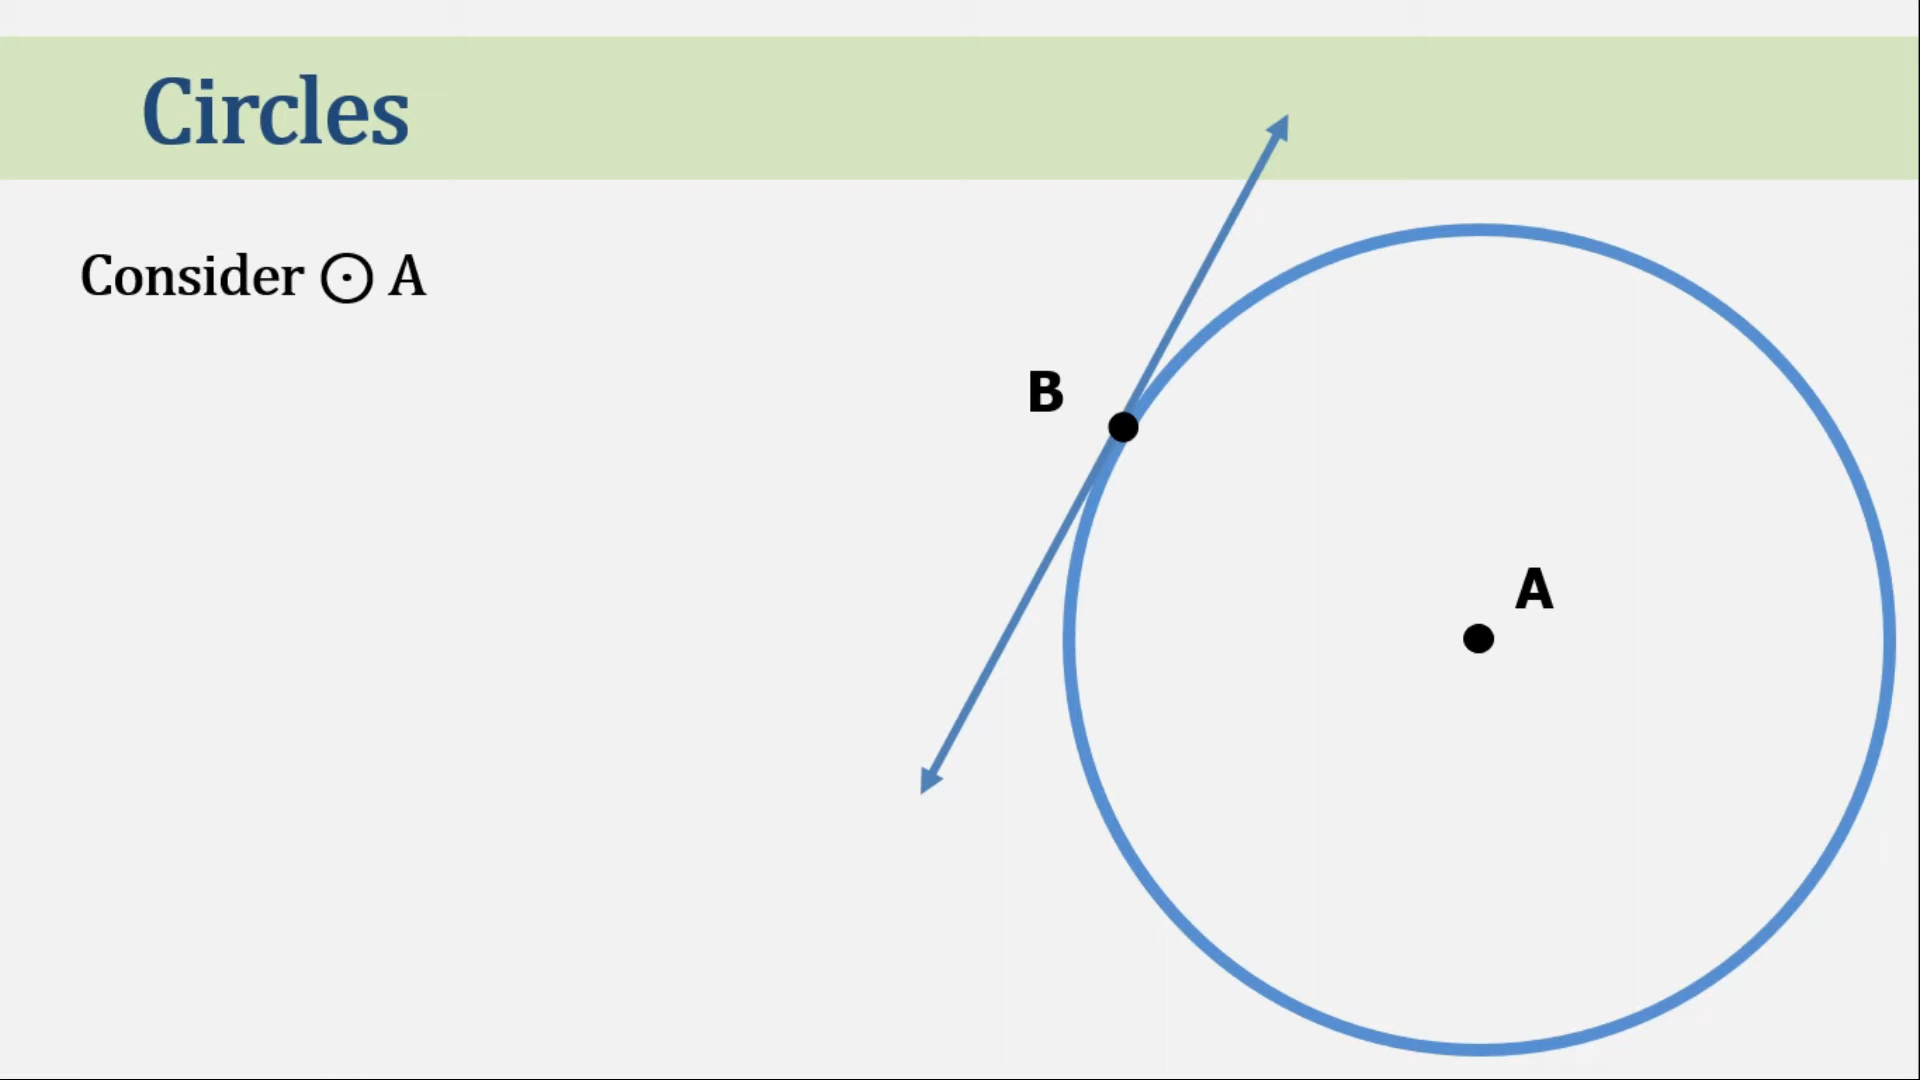 Circles
Consider ⊙ A
B
A